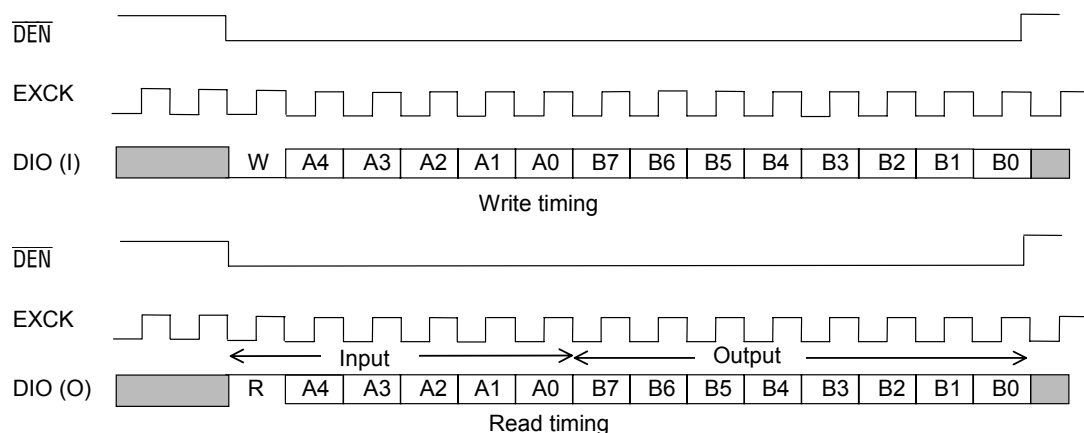 DEN
EXCK
DIO (I) W A4 A3 A2 A1 A0 B7 B6 B5 B4 B3 B2 B1 B0
Write timing
DEN
EXCK
Input Output
DIO (O) R A4 A3 A2 A1 A0 B7 B6 B5 B4 B3 B2 B1 B0
Read timing